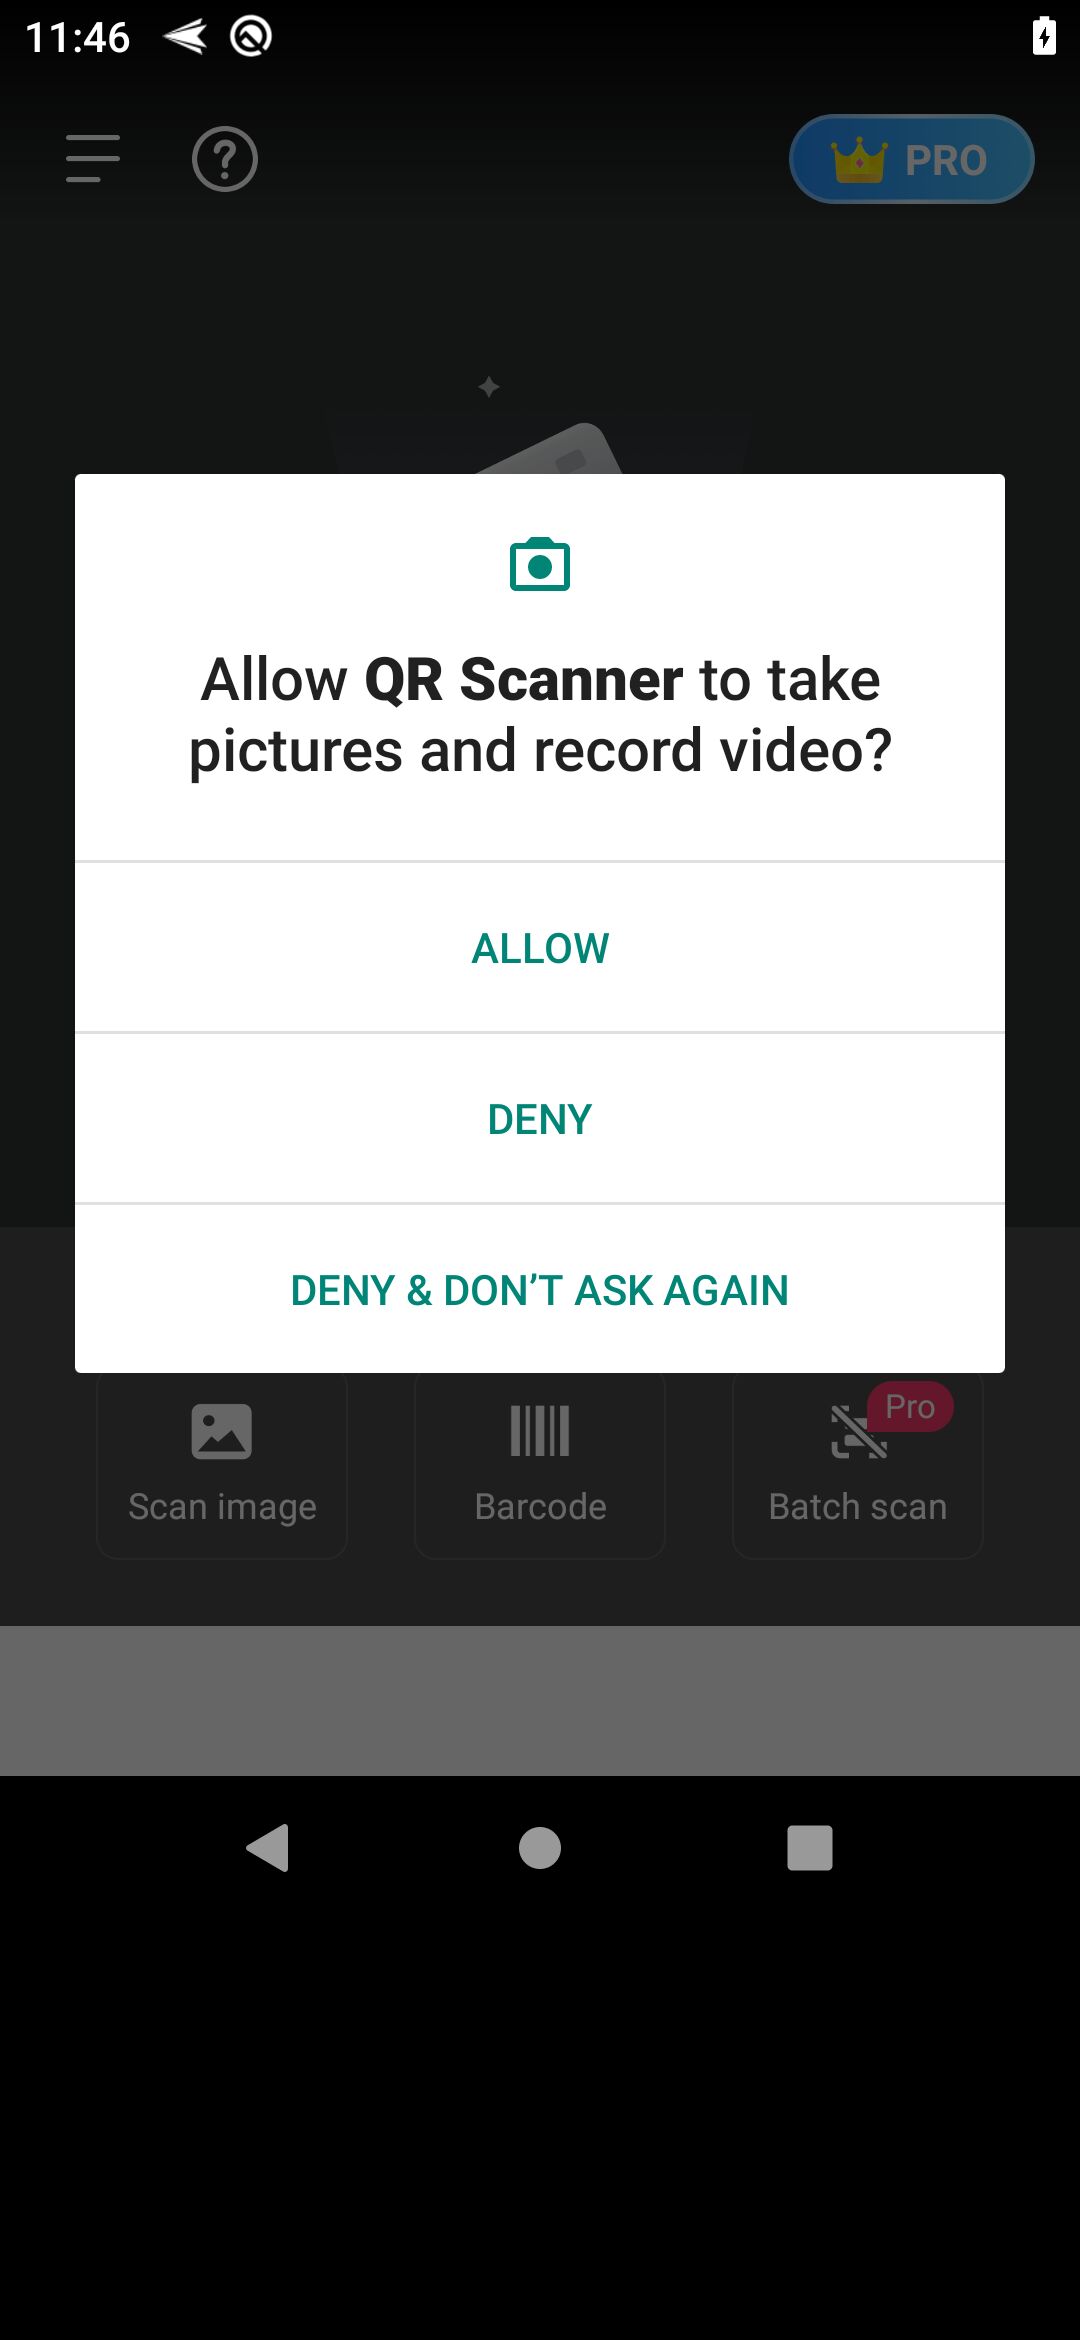 11:46
PRO
Allow QR Scanner to take
pictures and record video?
ALLOW
DENY
DENY & DON’T ASK AGAIN
Pro
Scan image
Barcode
Batch scan